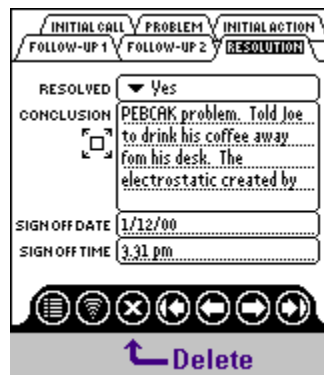 INITIAL CALL PROBLEM INITIAL ACTION
FOLLOW-UP 1 FOLLOW-UP 2 RESOLUTION
RESOLVED Yes
CONCLUSION PEBCAK problem. Told Joe
to drink his coffee away
fom his desk. The
electrostatic created by
SIGN OFF DATE 1/12/00
SIGN OFF TIME 3.31 pm
Delete